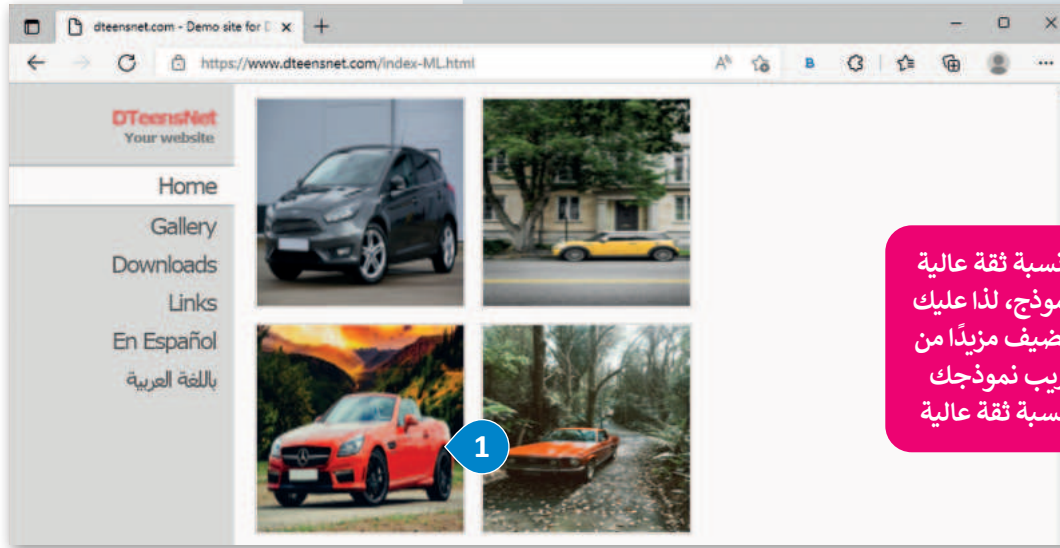 dteensnet.com - Demo site for
https://www.dteensnet.com/index-ML.html
DTeensNet
Your website
Home
Gallery
Downloads
Links
En Español
باللغة العربية
1
نسبة ثقة عالية
موذج، لذا عليك
ضيف مزيدًا من
ريب نموذجك
نسبة ثقة عالية